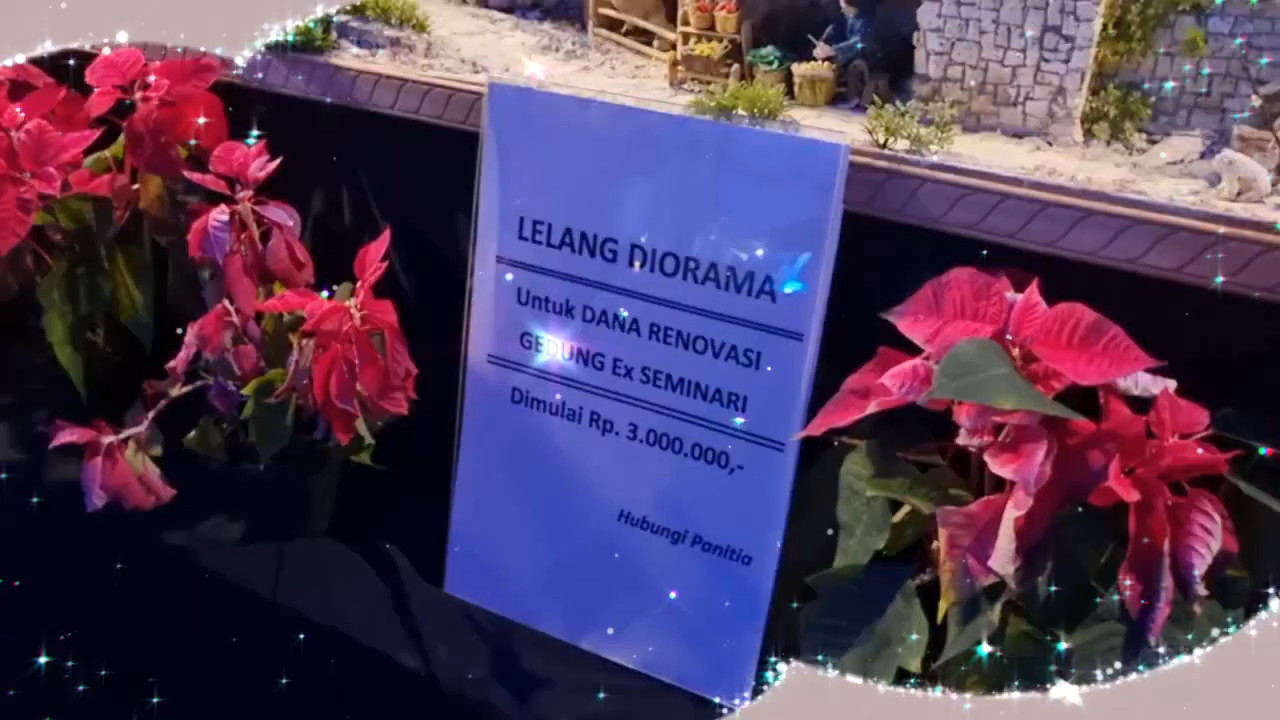 LELANG DIORAMA
Untuk DANA RENOVASI
GEDUNG Ex SEMINARI
Dimulai Rp. 3.000.000,-
Hubungi Panitia